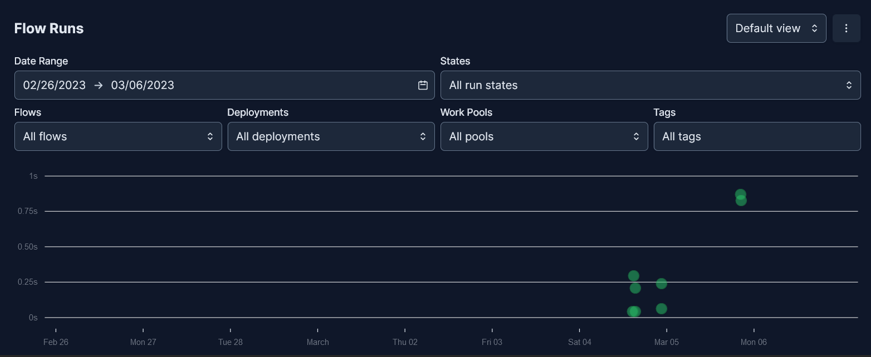 Flow Runs
Default view
Date Range
States
02/26/2023 → 03/06/2023
All run states
Flows
Deployments
Work Pools
Tags
All flows
All deployments
All pools
All tags
1s
0.75s
0.50s
0.25s
0s
Feb 26
Mon 27
Tue 28
March
Thu 02
Fri 03
Sat 04
Mar 05
Mon 06